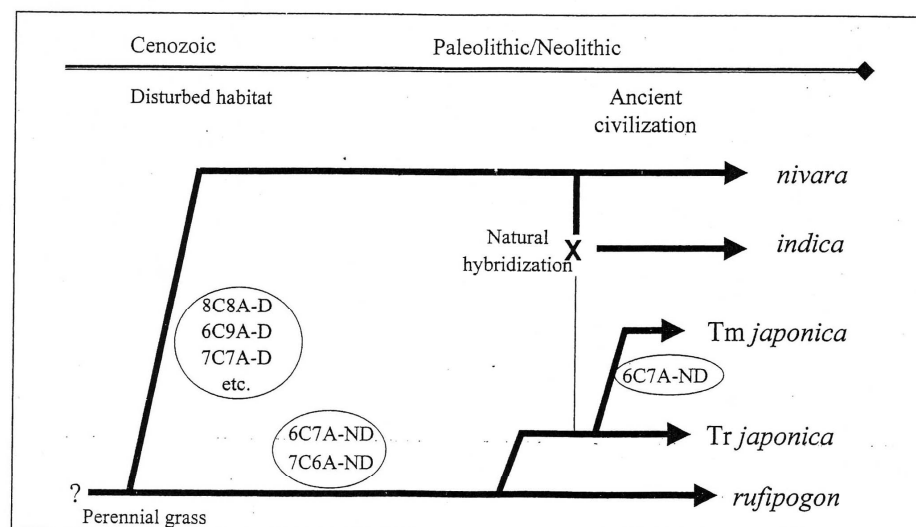 Cenozoic Paleolithic/Neolithic
Disturbed habitat Ancient
civilization
nivara
Natural
hybridization X indica
8C8A-D
6C9A-D
7C7A-D
etc.
Tm japonica
6C7A-ND
6C7A-ND
7C6A-ND
Tr japonica
? rufipogon
Perennial grass